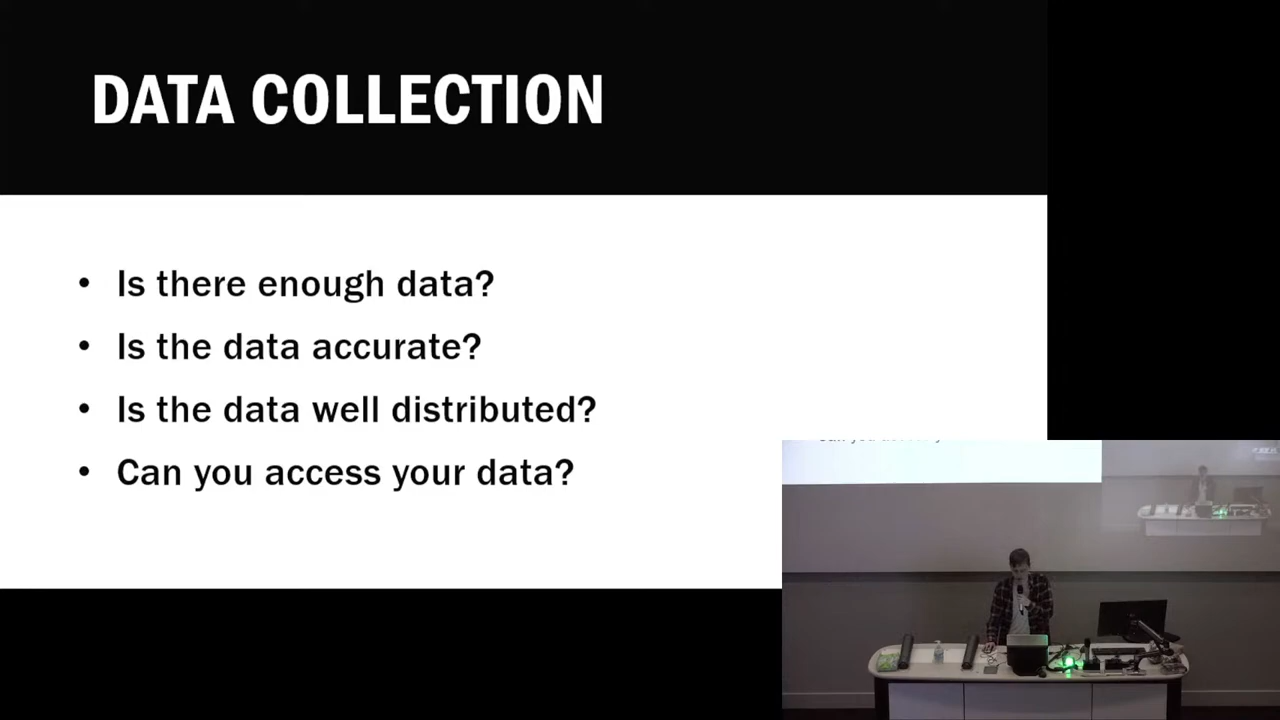 DATA COLLECTION
• Is there enough data?
• Is the data accurate?
• Is the data well distributed?
• Can you access your data?